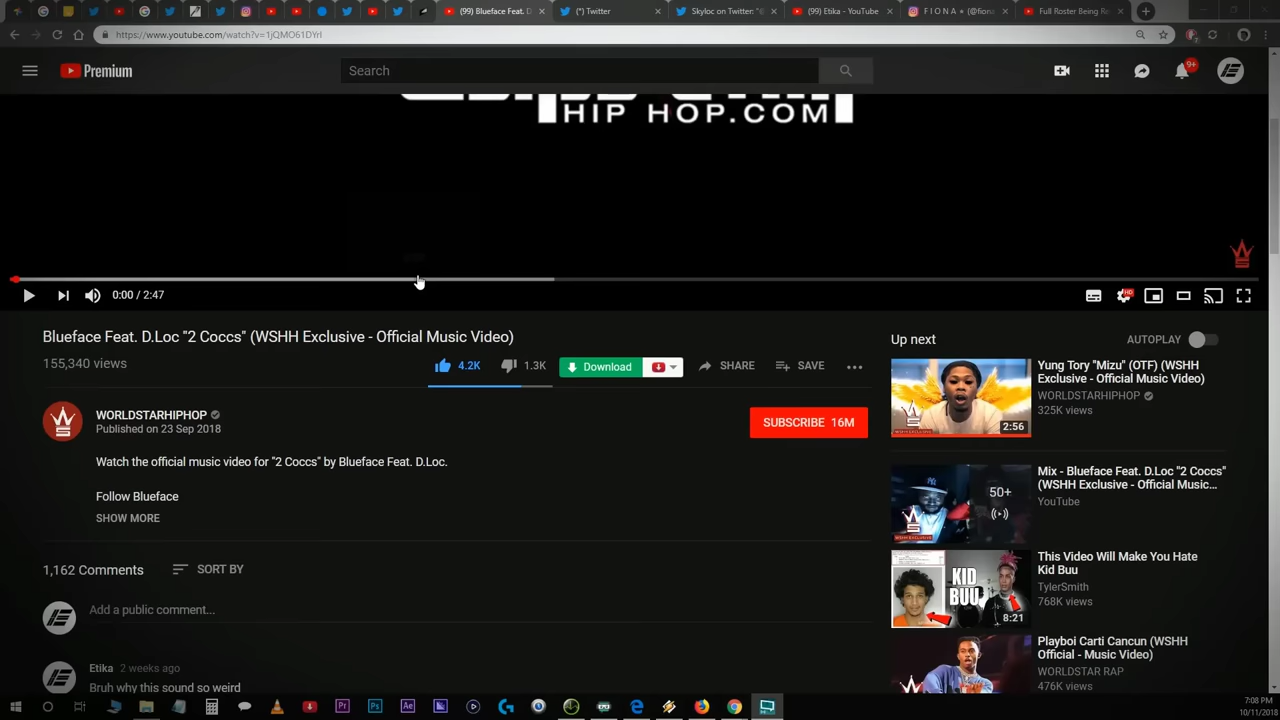 (99) Blueface Feat. D
(*) Twitter
Skyloc on Twitter: "@
(99) Etika - YouTube
F I O N A ✶ (@fiona
Full Roster Being Re
https://www.youtube.com/watch?v=1jQMO61DYrI
Premium
Search
9+
HIP HOP.COM
0:00 / 2:47
HD
Blueface Feat. D.Loc "2 Coccs" (WSHH Exclusive - Official Music Video)
155,340 views
4.2K
1.3K
Download
SHARE
SAVE
WORLDSTARHIPHOP
Published on 23 Sep 2018
SUBSCRIBE 16M
Watch the official music video for "2 Coccs" by Blueface Feat. D.Loc.
Follow Blueface
SHOW MORE
1,162 Comments
SORT BY
Add a public comment...
Etika 2 weeks ago
Bruh why this sound so weird
Up next
AUTOPLAY
Yung Tory "Mizu" (OTF) (WSHH
Exclusive - Official Music Video)
WORLDSTARHIPHOP
325K views
2:56
Mix - Blueface Feat. D.Loc "2 Coccs"
(WSHH Exclusive - Official Music...
YouTube
50+
This Video Will Make You Hate
Kid Buu
TylerSmith
768K views
KID
BUU
8:21
Playboi Carti Cancun (WSHH
Official - Music Video)
WORLDSTAR RAP
476K views
Pr
Ps
Ae
7:08 PM
10/11/2018